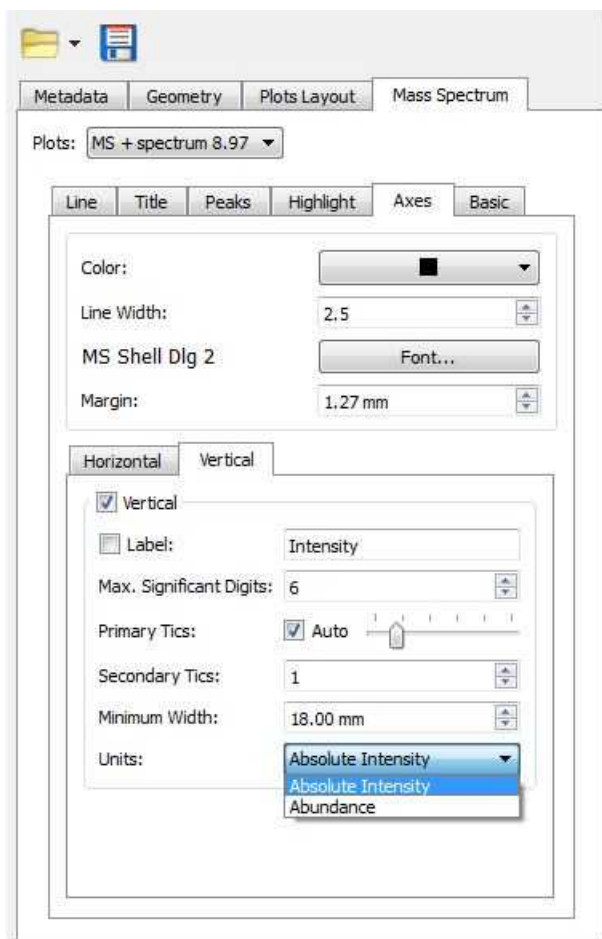 Metadata Geometry Plots Layout Mass Spectrum
Plots: MS + spectrum 8.97
Line Title Peaks Highlight Axes Basic
Color:
Line Width: 2.5
MS Shell Dlg 2 Font...
Margin: 1.27 mm
Horizontal Vertical
Vertical
Label: Intensity
Max. Significant Digits: 6
Primary Tics: Auto
Secondary Tics: 1
Minimum Width: 18.00 mm
Units: Absolute Intensity
Absolute Intensity
Abundance